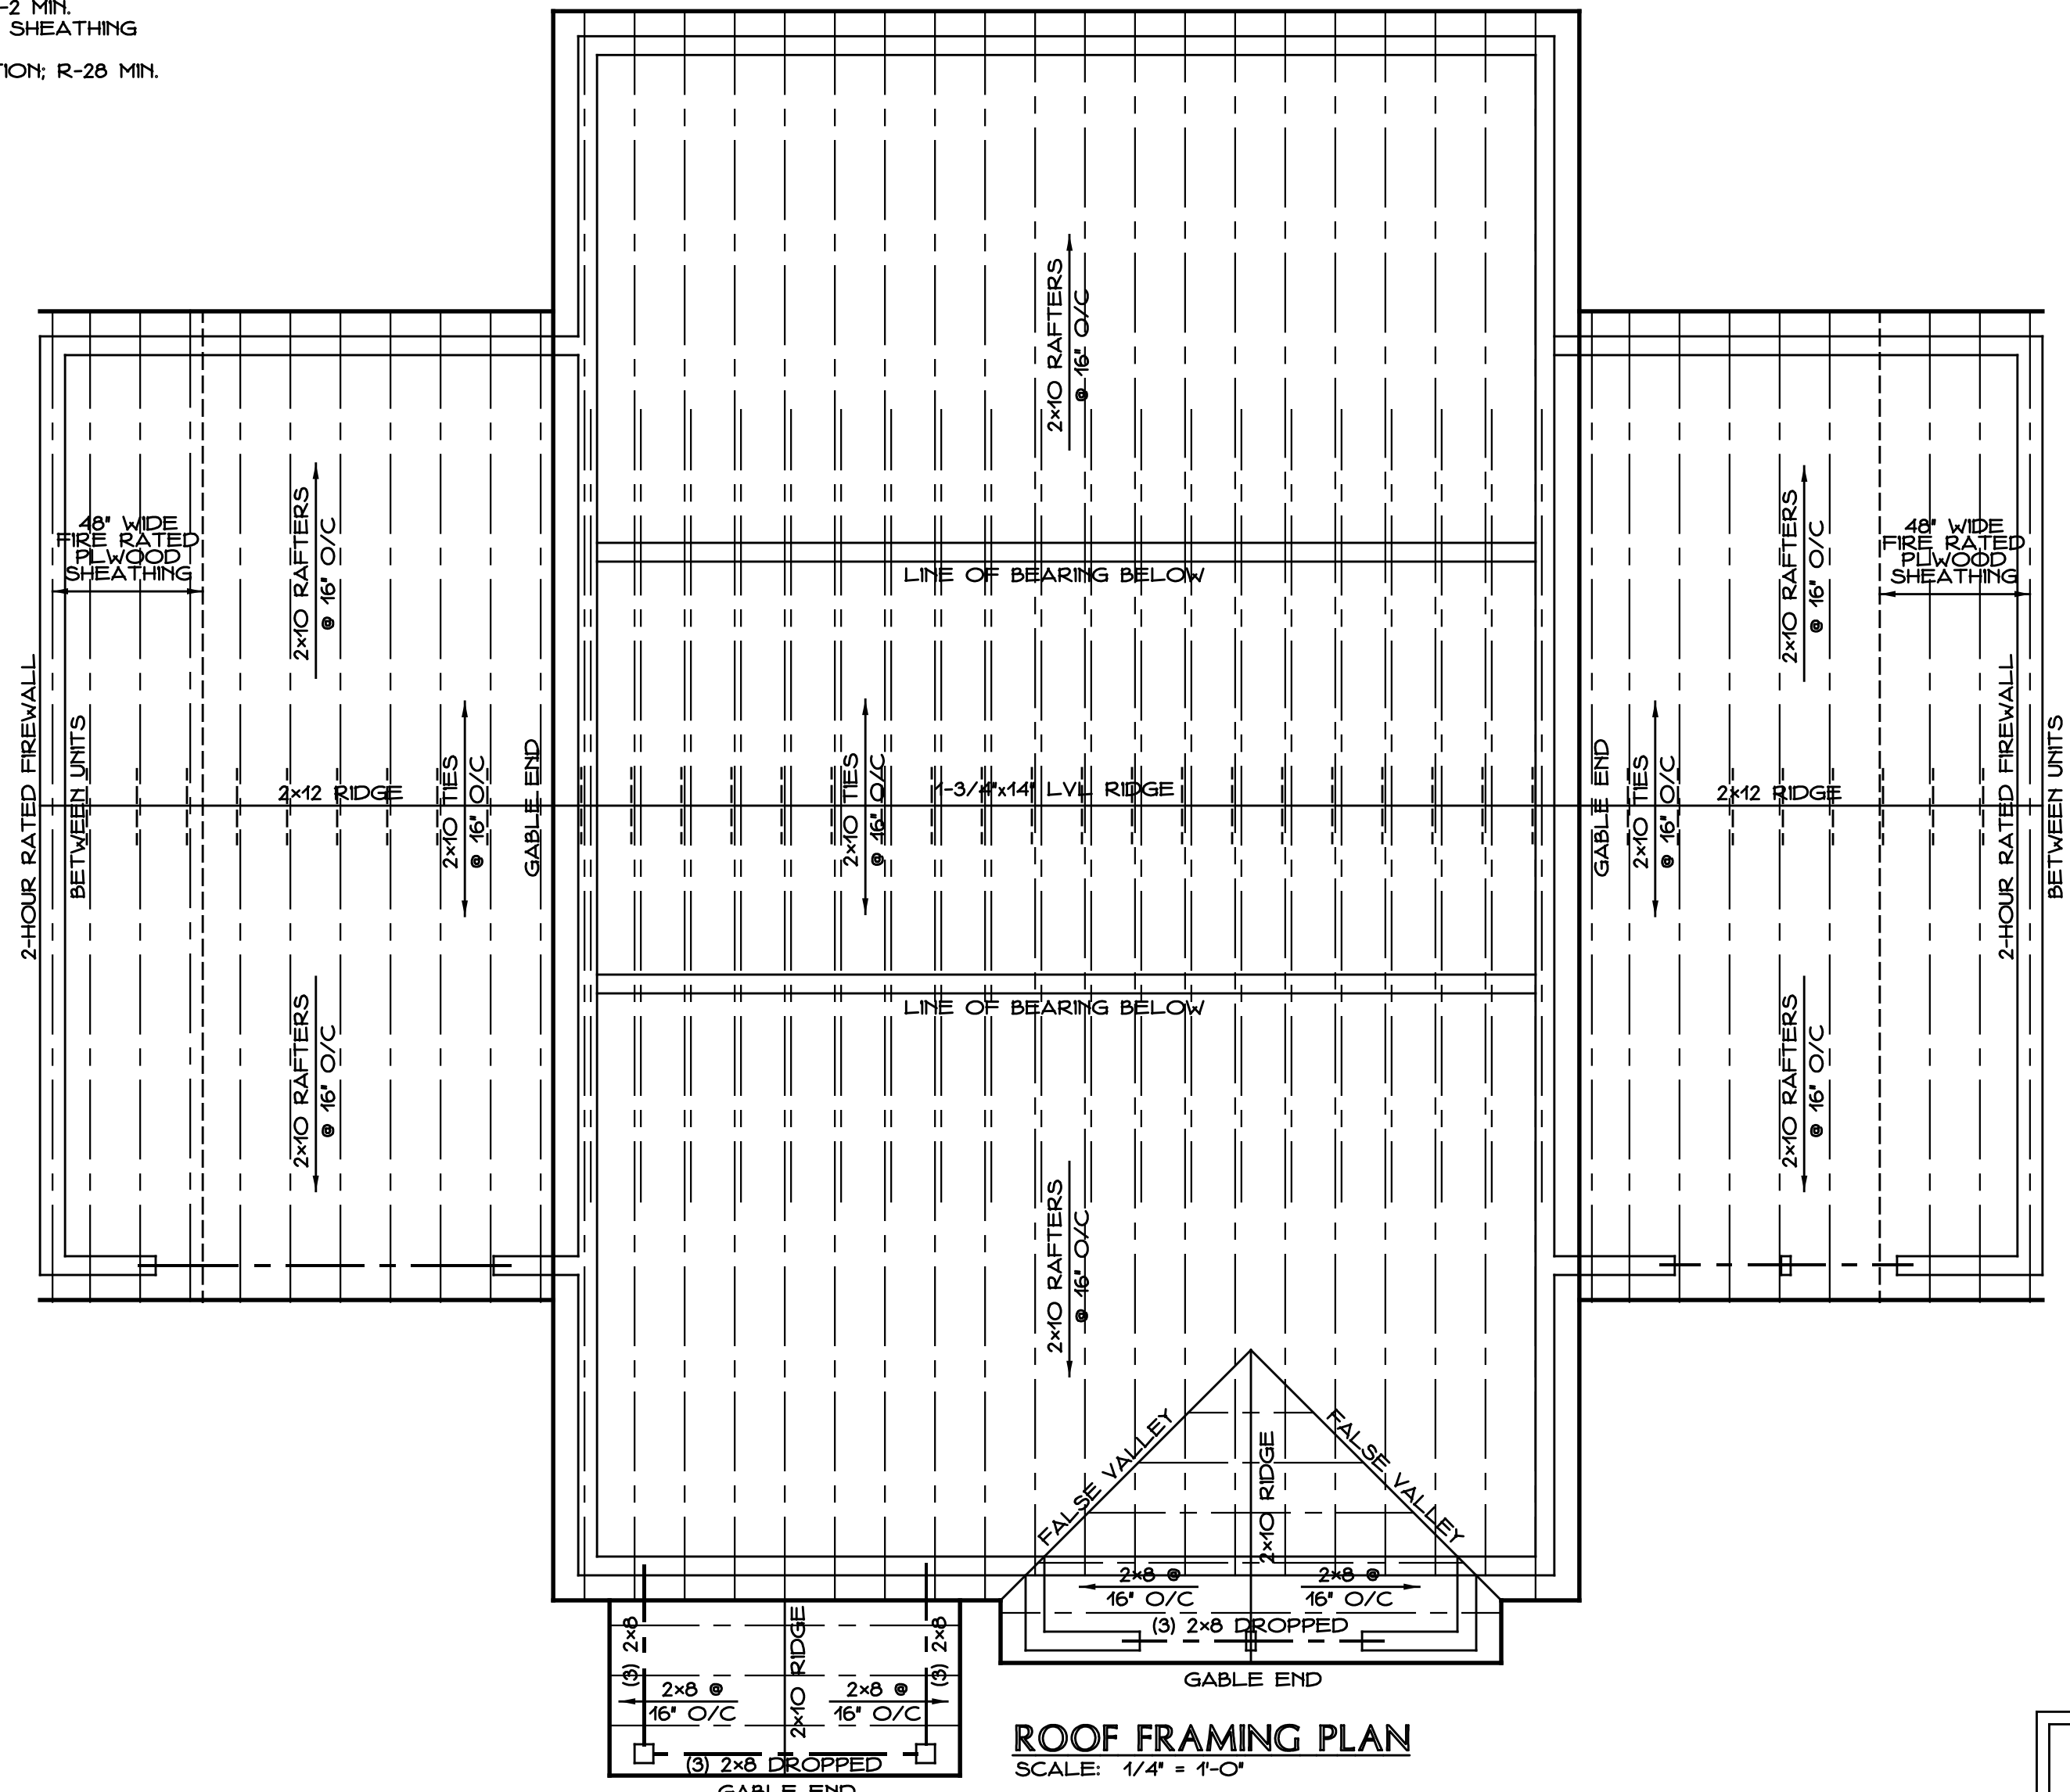 -2 MIN.
SHEATHING
TION; R-28 MIN.
2x10 RAFTERS
@ 16" O/C
48" WIDE
FIRE RATED
PLWOOD
SHEATHING
2x10 RAFTERS
@ 16" O/C
2x10 RAFTERS
@ 16" O/C
48" WIDE
FIRE RATED
PLWOOD
SHEATHING
LINE OF BEARING BELOW
2-HOUR RATED FIREWALL
BETWEEN UNITS
2x12 RIDGE
2x10 TIES
@ 16" O/C
GABLE END
2x10 TIES
@ 16" O/C
1-3/4"x14" LVL RIDGE
GABLE END
2x10 TIES
@ 16" O/C
2x12 RIDGE
2-HOUR RATED FIREWALL
BETWEEN UNITS
LINE OF BEARING BELOW
2x10 RAFTERS
@ 16" O/C
2x10 RAFTERS
@ 16" O/C
2x10 RAFTERS
@ 16" O/C
FALSE VALLEY
2x10 RIDGE
FALSE VALLEY
2x8 @
16" O/C
2x8 @
16" O/C
(3) 2x8 DROPPED
GABLE END
(3) 2x8
2x10 RIDGE
(3) 2x8
2x8 @
16" O/C
2x8 @
16" O/C
(3) 2x8 DROPPED
GABLE END
ROOF FRAMING PLAN
SCALE: 1/4" = 1'-0"